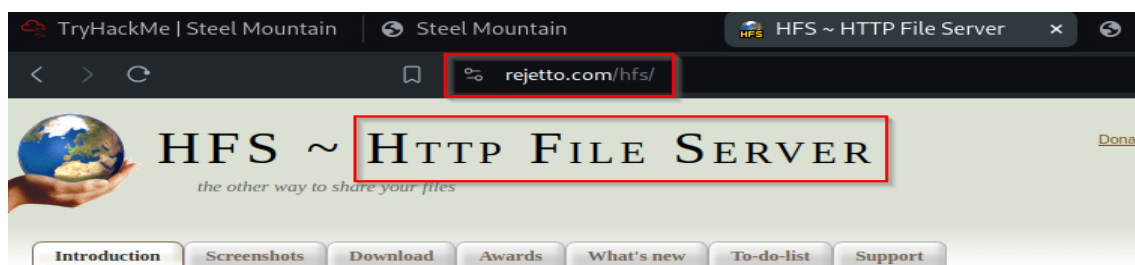 TryHackMe | Steel Mountain Steel Mountain HFS ~ HTTP File Server
rejetto.com/hfs/
HFS ~ HTTP FILE SERVER
the other way to share your files
Introduction Screenshots Download Awards What's new To-do-list Support